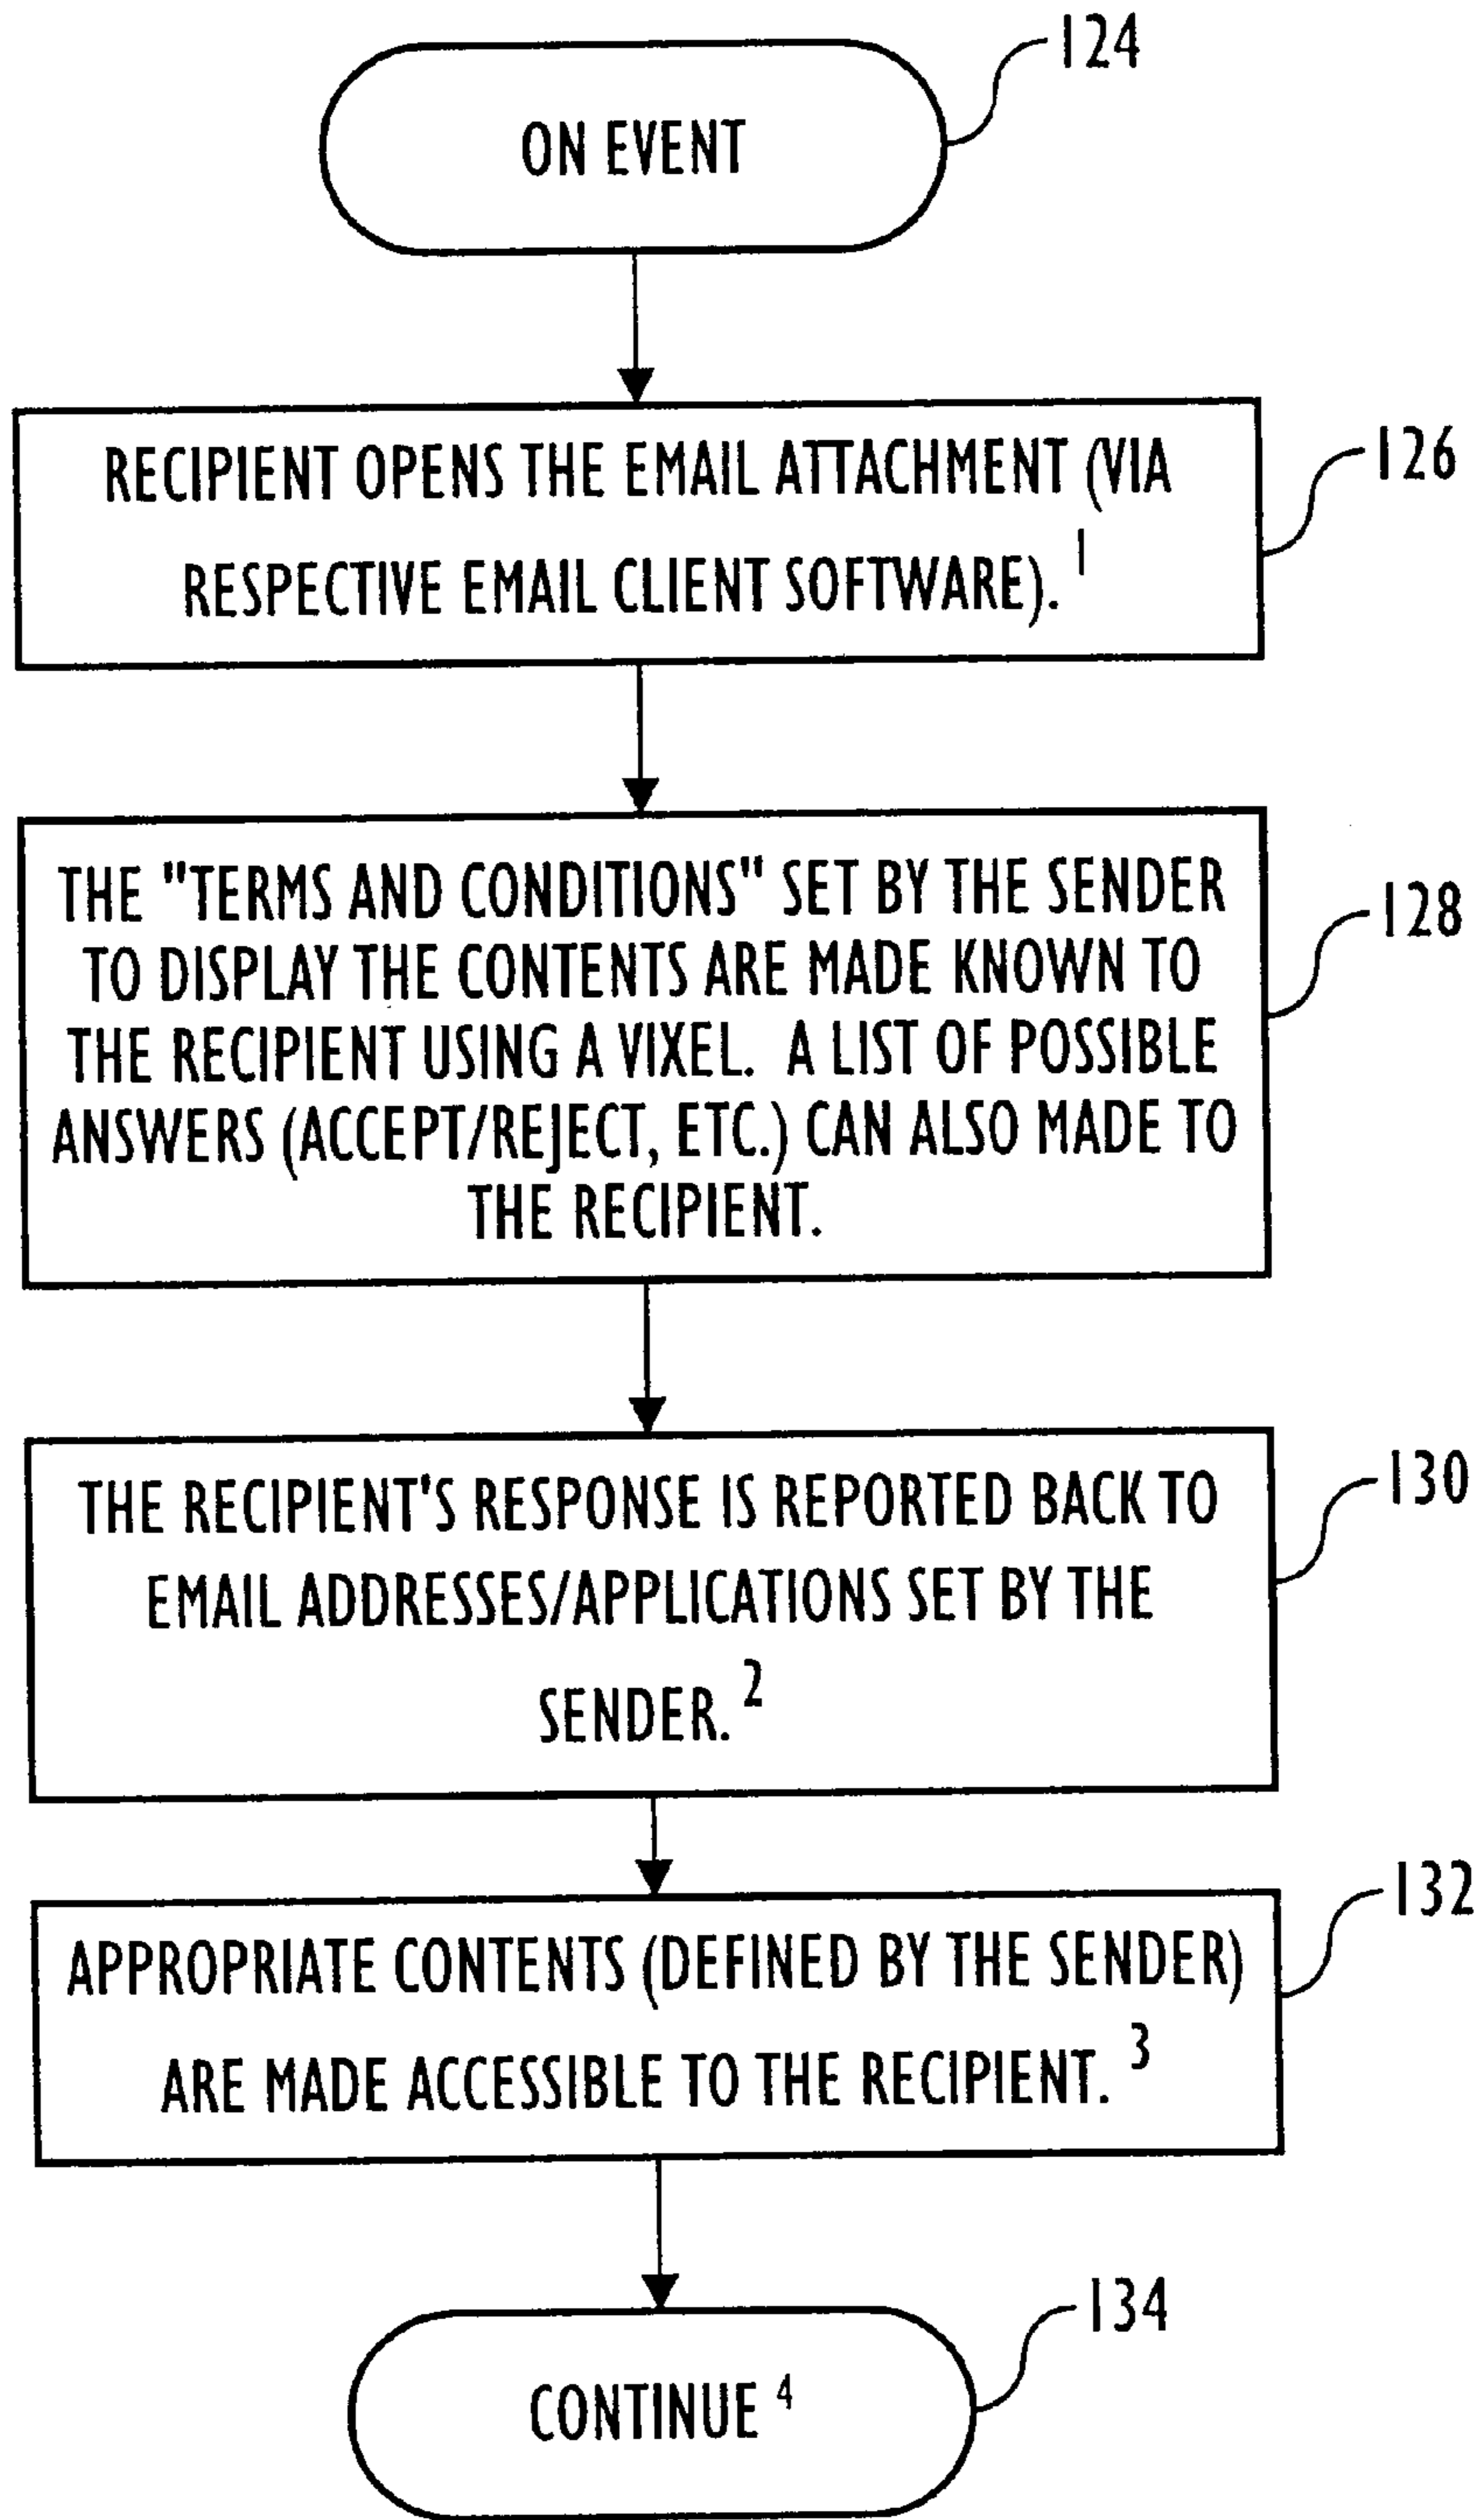 124
ON EVENT
126
RECIPIENT OPENS THE EMAIL ATTACHMENT (VIA
RESPECTIVE EMAIL CLIENT SOFTWARE). 1
128
THE "TERMS AND CONDITIONS" SET BY THE SENDER
TO DISPLAY THE CONTENTS ARE MADE KNOWN TO
THE RECIPIENT USING A VIXEL. A LIST OF POSSIBLE
ANSWERS (ACCEPT/REJECT, ETC.) CAN ALSO MADE TO
THE RECIPIENT.
130
THE RECIPIENT'S RESPONSE IS REPORTED BACK TO
EMAIL ADDRESSES/APPLICATIONS SET BY THE
SENDER. 2
132
APPROPRIATE CONTENTS (DEFINED BY THE SENDER)
ARE MADE ACCESSIBLE TO THE RECIPIENT. 3
134
CONTINUE 4